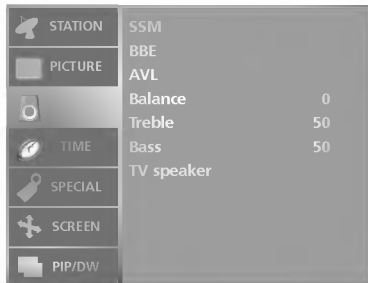 STATION
PICTURE
TIME
SPECIAL
SCREEN
PIP/DW
SSM
BBE
AVL
Balance 0
Treble 50
Bass 50
TV speaker